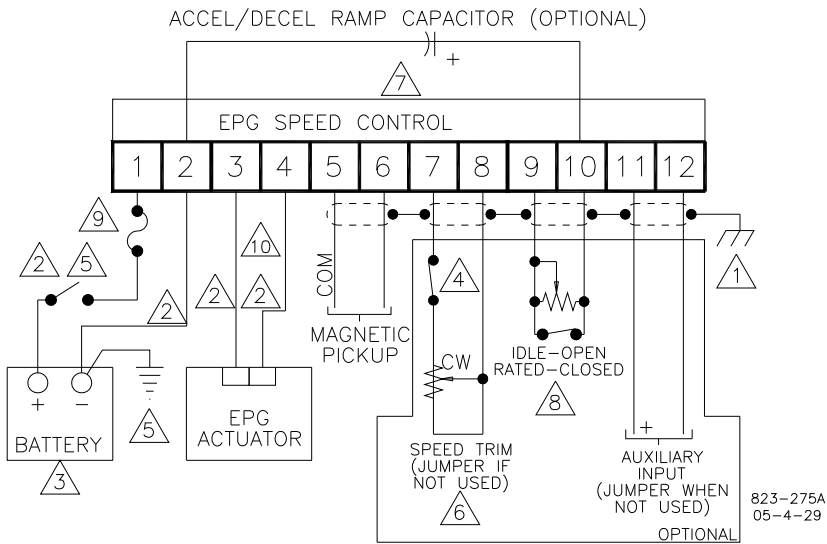 ACCEL/DECEL RAMP CAPACITOR (OPTIONAL)
+
7
EPG SPEED CONTROL
1 2 3 4 5 6 7 8 9 10 11 12
9
10
2 5
COM
4
1
2
2 2
MAGNETIC
PICKUP
IDLE-OPEN
RATED-CLOSED
CW
8
+ -
5
EPG
ACTUATOR
BATTERY
3
SPEED TRIM
(JUMPER IF
NOT USED)
6
+
AUXILIARY
INPUT
(JUMPER WHEN
NOT USED)
OPTIONAL
823-275A
05-4-29